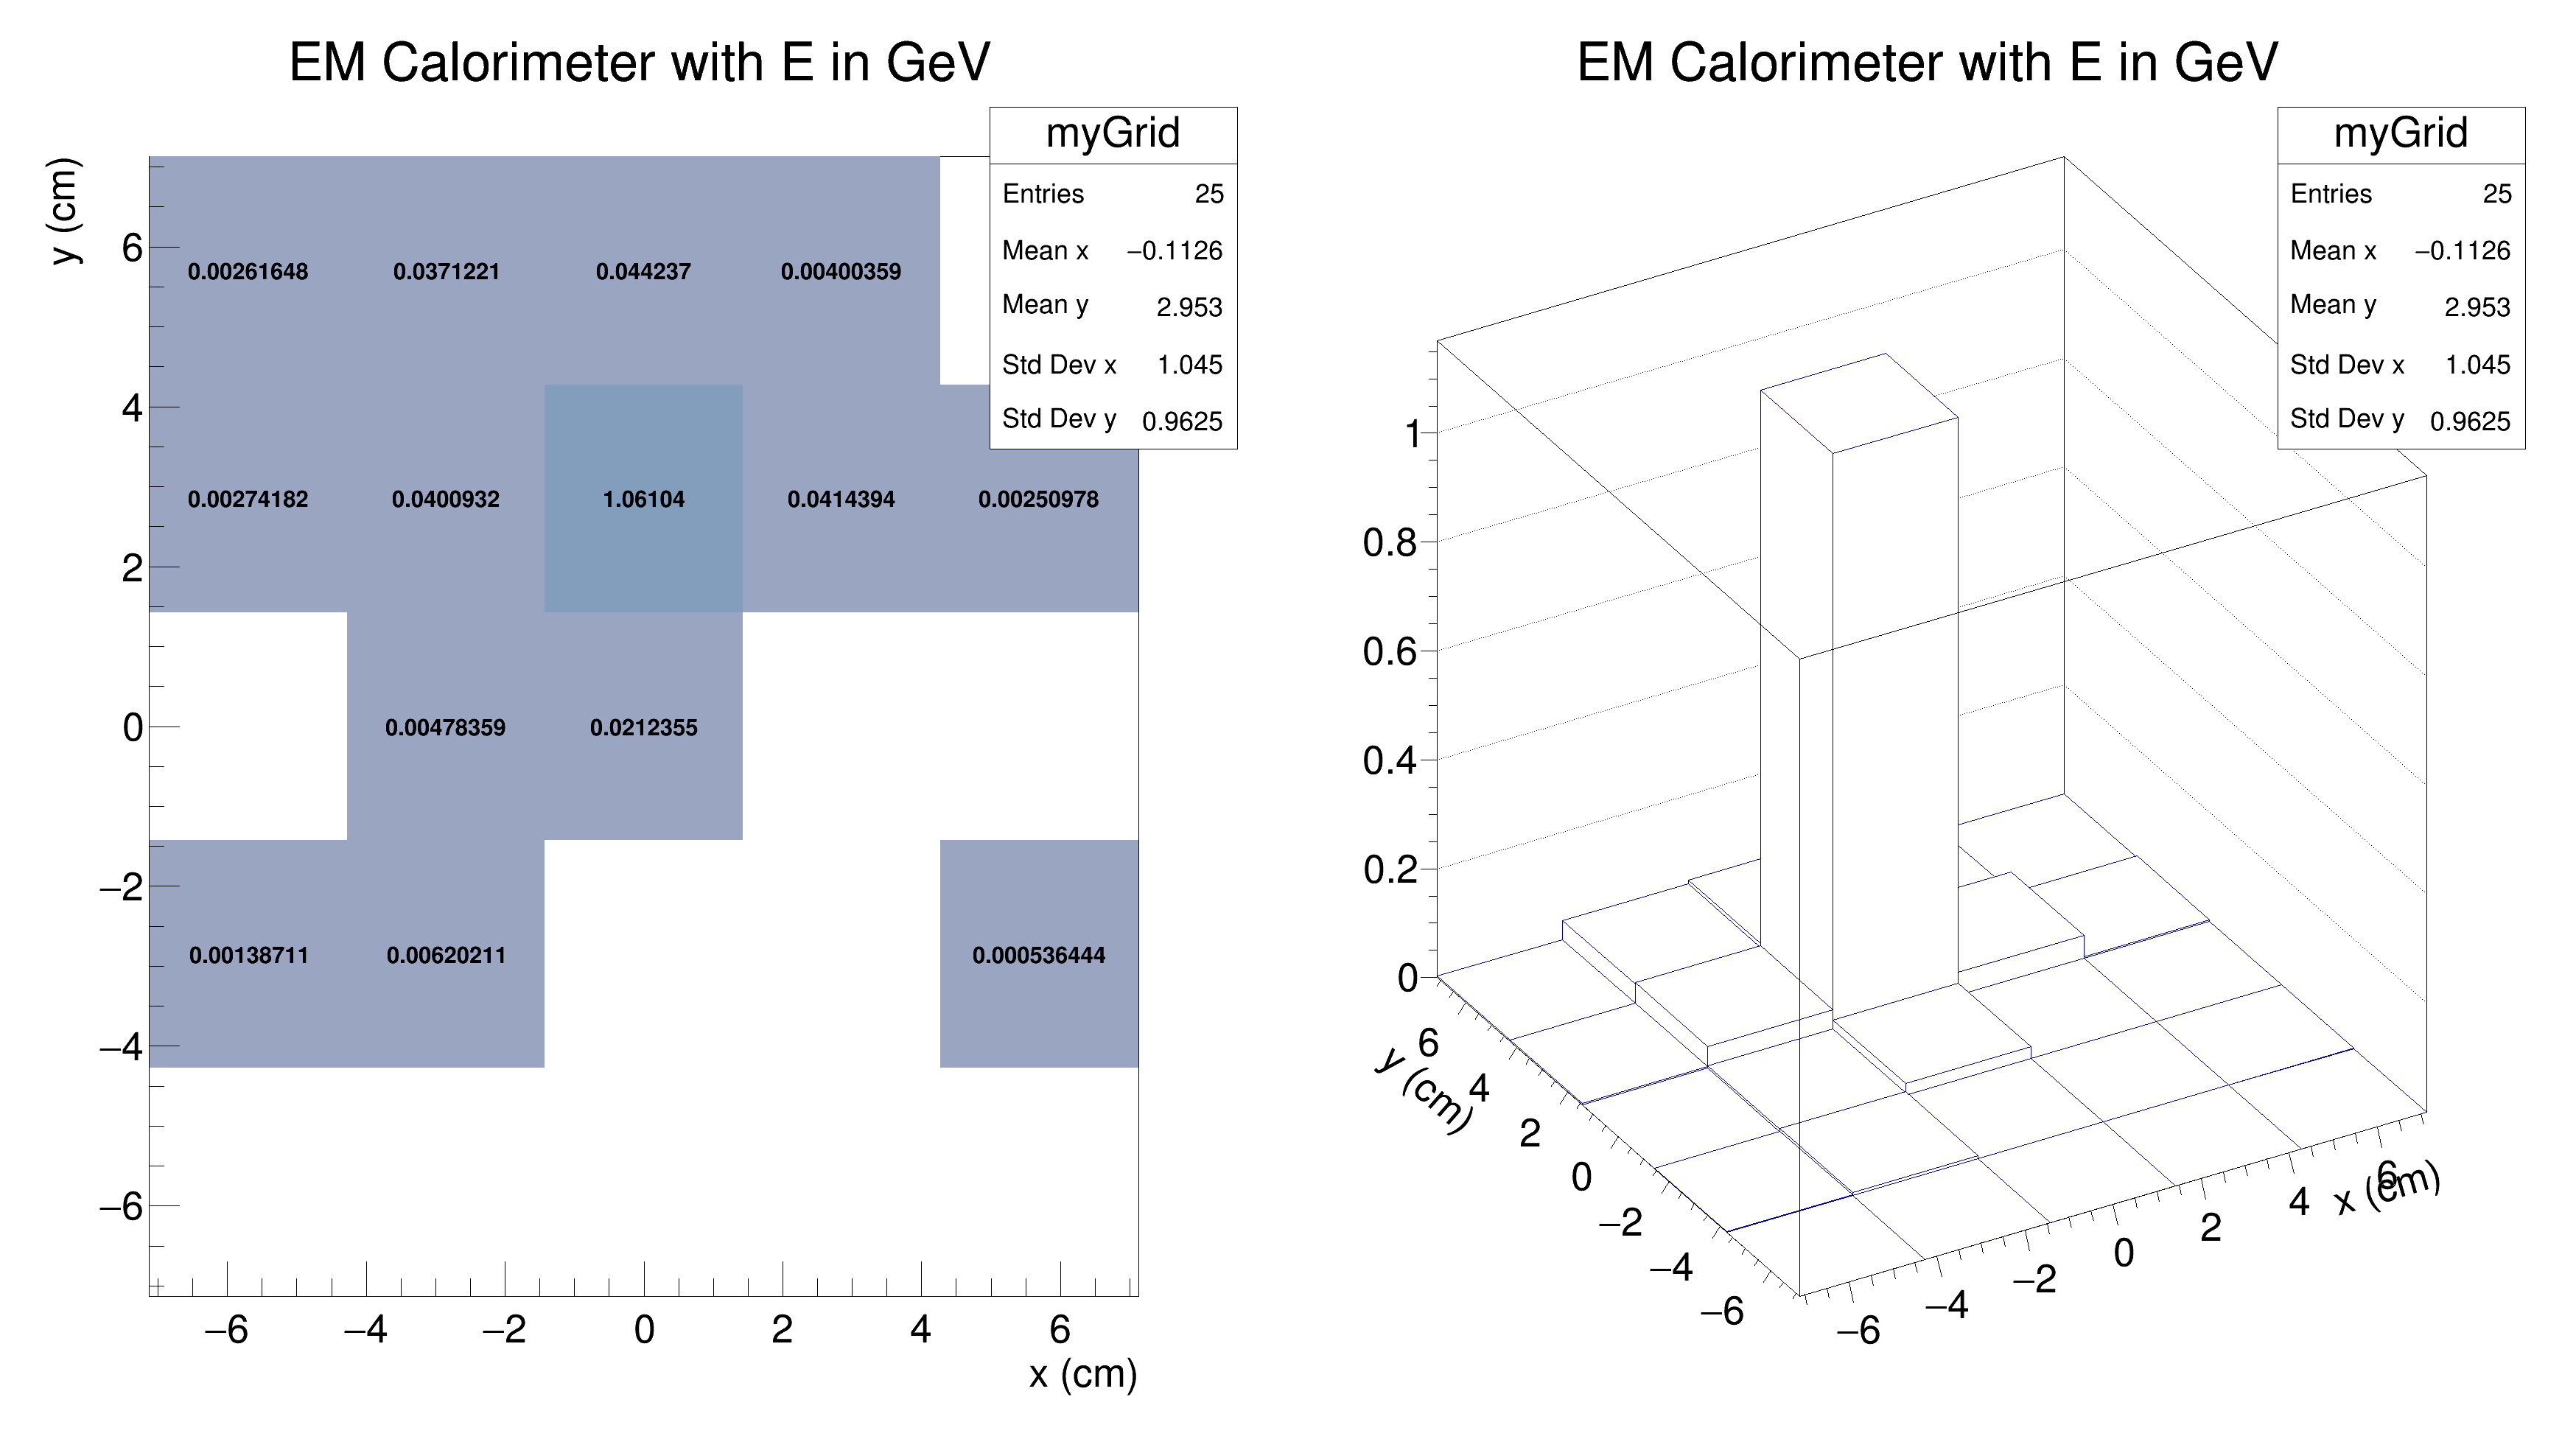 EM Calorimeter with E in GeV
myGrid
Entries 25
Mean x −0.1126
Mean y 2.953
Std Dev x 1.045
Std Dev y 0.9625
y (cm)
6
4
2
0
−2
−4
−6
0.00261648 0.0371221 0.044237 0.00400359
0.00274182 0.0400932 1.06104 0.0414394 0.00250978
0.00478359 0.0212355
0.00138711 0.00620211 0.000536444
−6 −4 −2 0 2 4 6
x (cm)
EM Calorimeter with E in GeV
myGrid
Entries 25
Mean x −0.1126
Mean y 2.953
Std Dev x 1.045
Std Dev y 0.9625
1
0.8
0.6
0.4
0.2
0
6
4
2
0
−2
−4
−6
y (cm)
−6
−4
−2
0
2
4
6
x (cm)